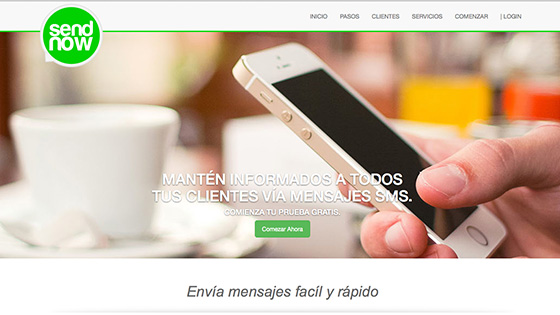 send
now
INICIO PASOS CLIENTES SERVICIOS COMENZAR | LOGIN
MANTÉN INFORMADOS A TODOS
TUS CLIENTES VÍA MENSAJES SMS.
COMIENZA TU PRUEBA GRATIS.
Comezar Ahora
Envía mensajes facíl y rápido